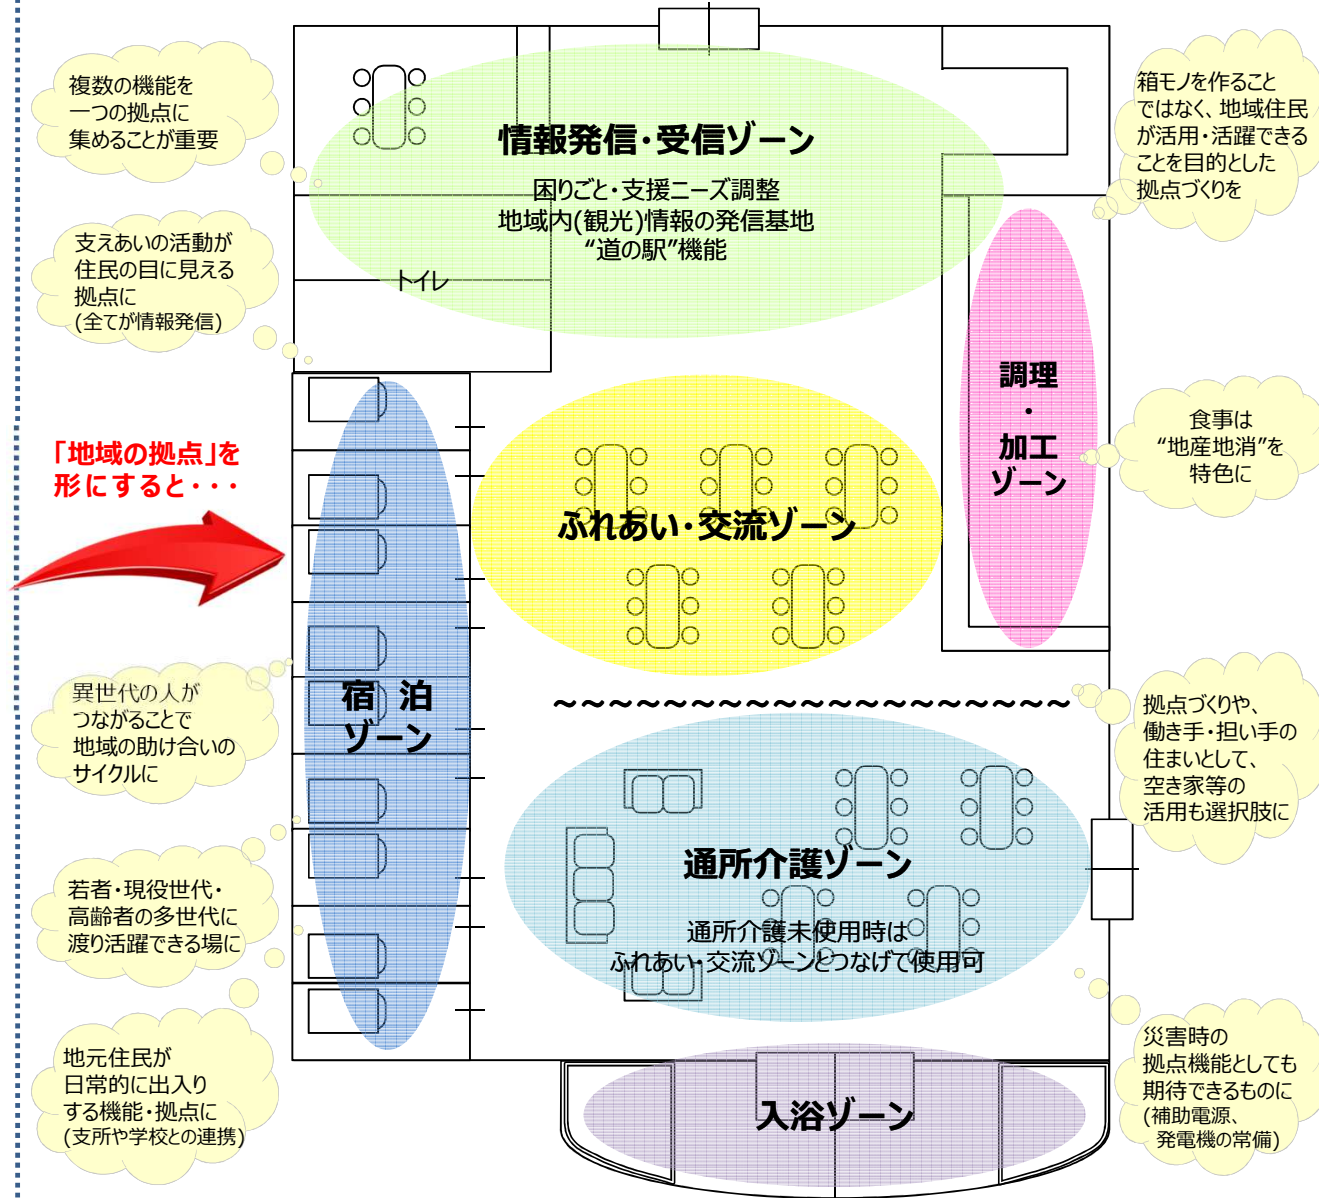 複数の機能を
一つの拠点に
集めることが重要
支えあいの活動が
住民の目に見える
拠点に
(全てが情報発信)
「地域の拠点」を
形にすると・・・
異世代の人が
つながることで
地域の助け合いの
サイクルに
若者・現役世代・
高齢者の多世代に
渡り活躍できる場に
地元住民が
日常的に出入り
する機能・拠点に
(支所や学校との連携)
情報発信・受信ゾーン
困りごと・支援ニーズ調整
地域内(観光)情報の発信基地
“道の駅”機能
トイレ
ふれあい・交流ゾーン
調理
・
加工
ゾーン
宿 泊
ゾーン
~~~~~~~~~~~~~~~~~~~~~~
通所介護ゾーン
通所介護未使用時は
ふれあい・交流ゾーンとつなげて使用可
入浴ゾーン
箱モノを作ること
ではなく、地域住民
が活用・活躍できる
ことを目的とした
拠点づくりを
食事は
“地産地消”を
特色に
拠点づくりや、
働き手・担い手の
住まいとして、
空き家等の
活用も選択肢に
災害時の
拠点機能としても
期待できるものに
(補助電源、
発電機の常備)